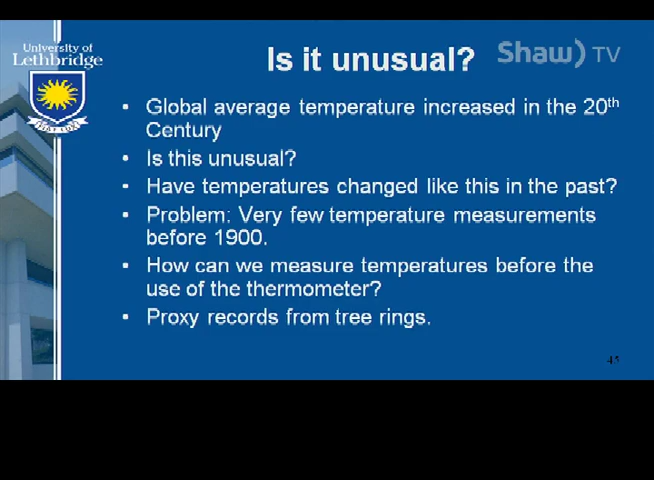 University of
Lethbridge
FIAT LUX
Is it unusual?
Shaw) TV
• Global average temperature increased in the 20th
Century
• Is this unusual?
• Have temperatures changed like this in the past?
• Problem: Very few temperature measurements
before 1900.
• How can we measure temperatures before the
use of the thermometer?
• Proxy records from tree rings.
45